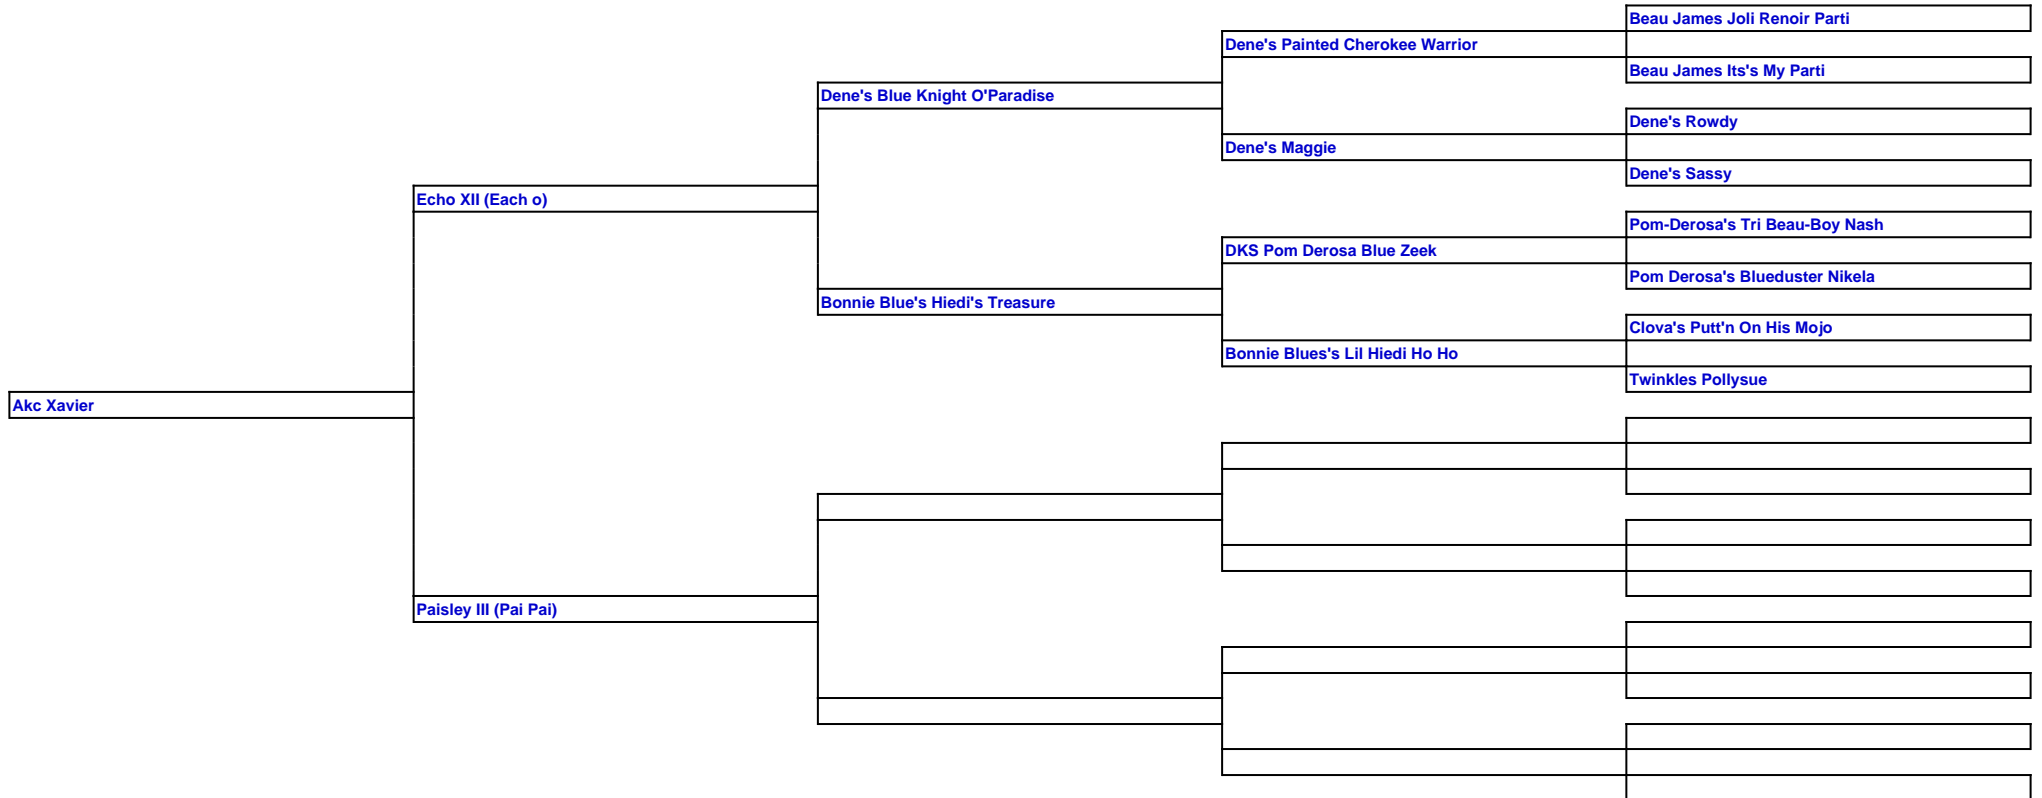 Beau James Joli Renoir Parti
Dene's Painted Cherokee Warrior
Beau James Its's My Parti
Dene's Blue Knight O'Paradise
Dene's Rowdy
Dene's Maggie
Dene's Sassy
Echo XII (Each o)
Pom-Derosa's Tri Beau-Boy Nash
DKS Pom Derosa Blue Zeek
Pom Derosa's Blueduster Nikela
Bonnie Blue's Hiedi's Treasure
Clova's Putt'n On His Mojo
Bonnie Blues's Lil Hiedi Ho Ho
Twinkles Pollysue
Akc Xavier
Paisley III (Pai Pai)